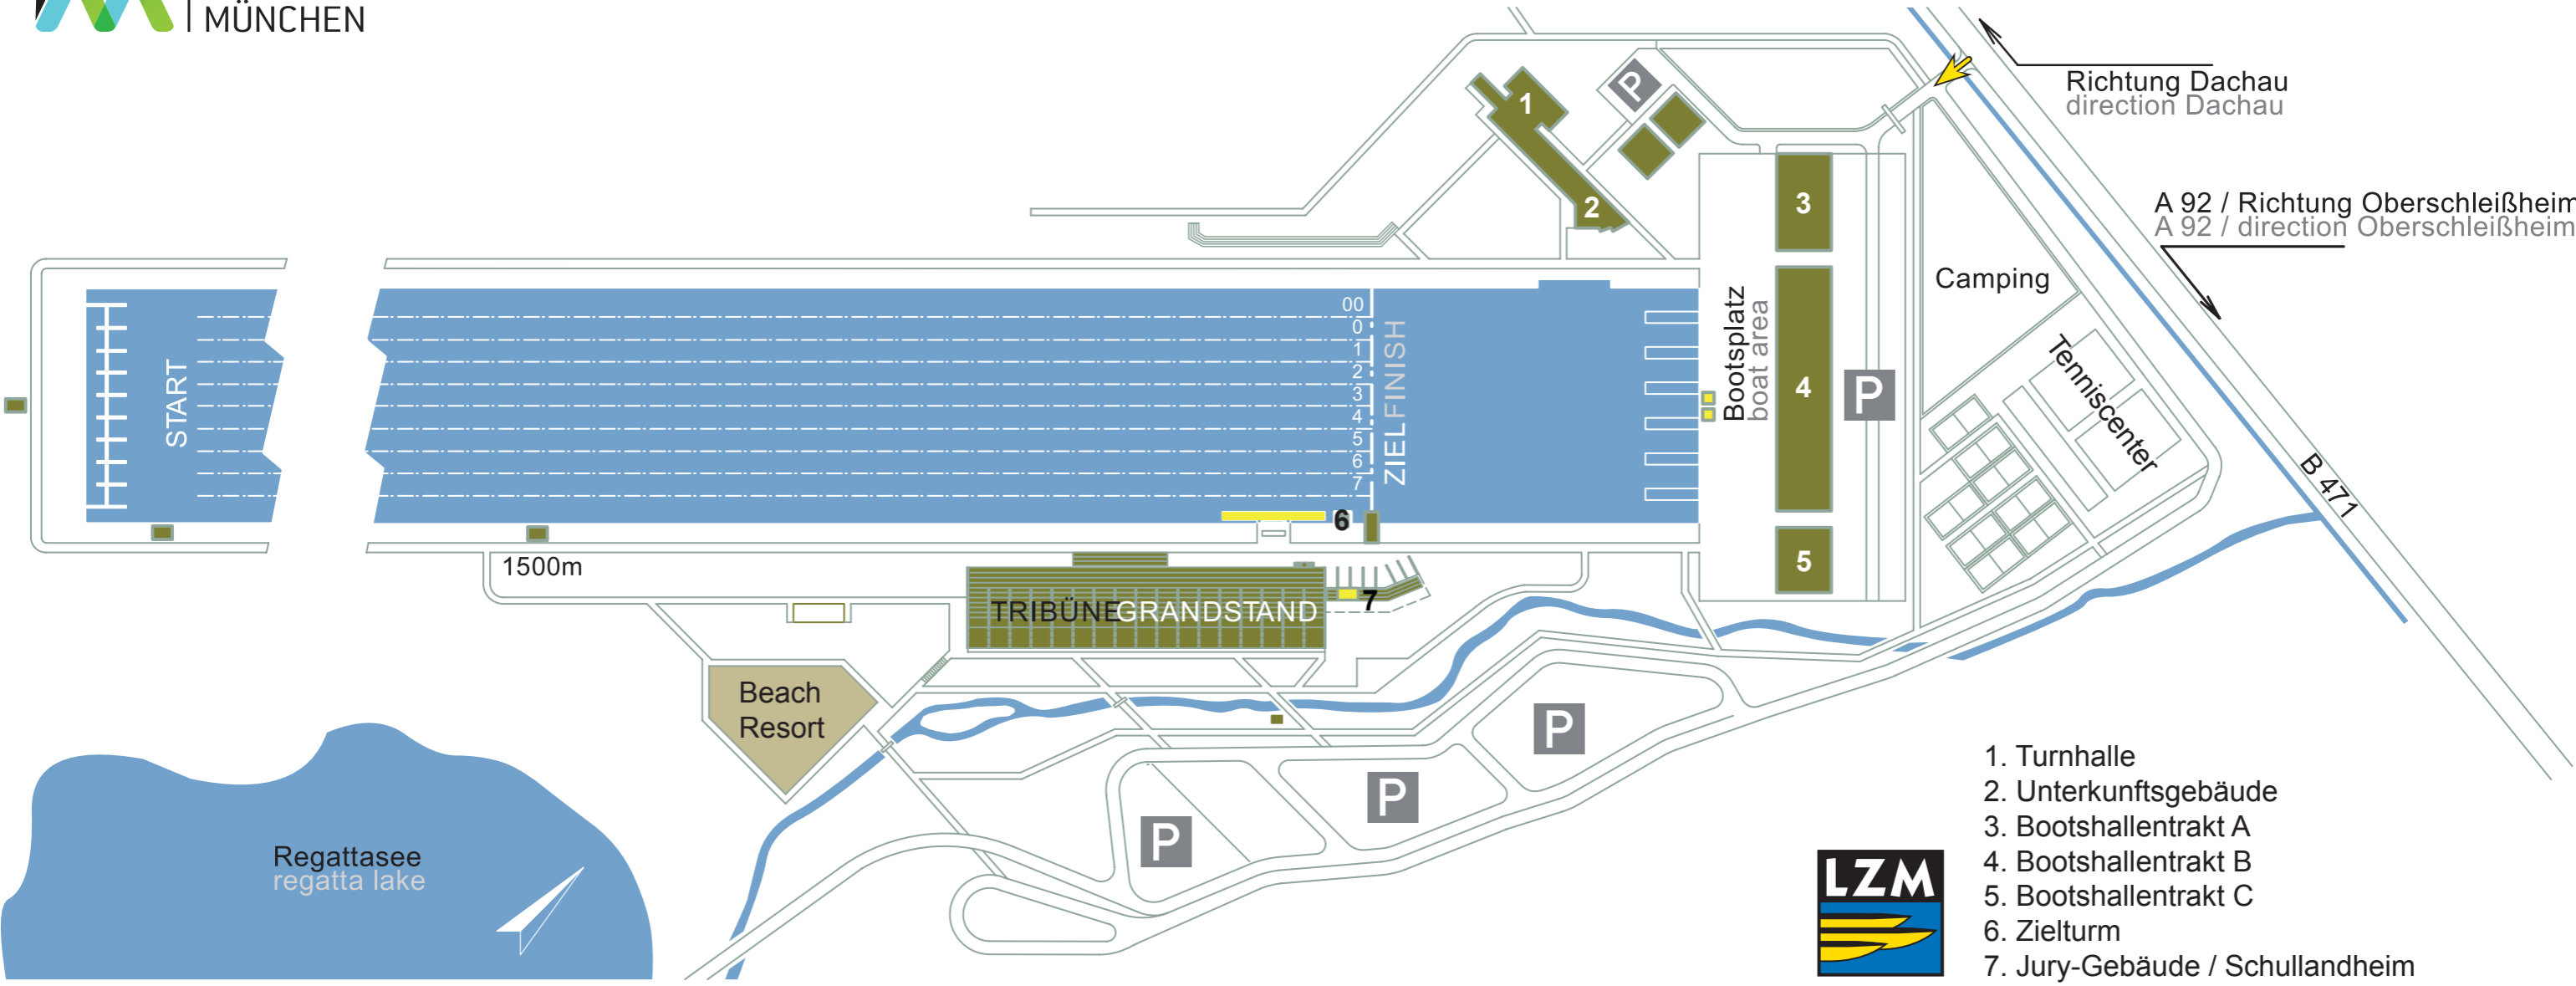 MÜNCHEN
Richtung Dachau
direction Dachau
A 92 / Richtung Oberschleißheim
A 92 / direction Oberschleißheim
B 471
Camping
Tenniscenter
1
2
3
4
5
P
P
Bootsplatz
boat area
START
00
0
1
2
3
4
5
6
7
ZIEL FINISH
6
7
1500m
TRIBÜNE GRANDSTAND
Beach
Resort
P
P
P
Regattasee
regatta lake
LZM
1. Turnhalle
2. Unterkunftsgebäude
3. Bootshallentrakt A
4. Bootshallentrakt B
5. Bootshallentrakt C
6. Zielturm
7. Jury-Gebäude / Schullandheim